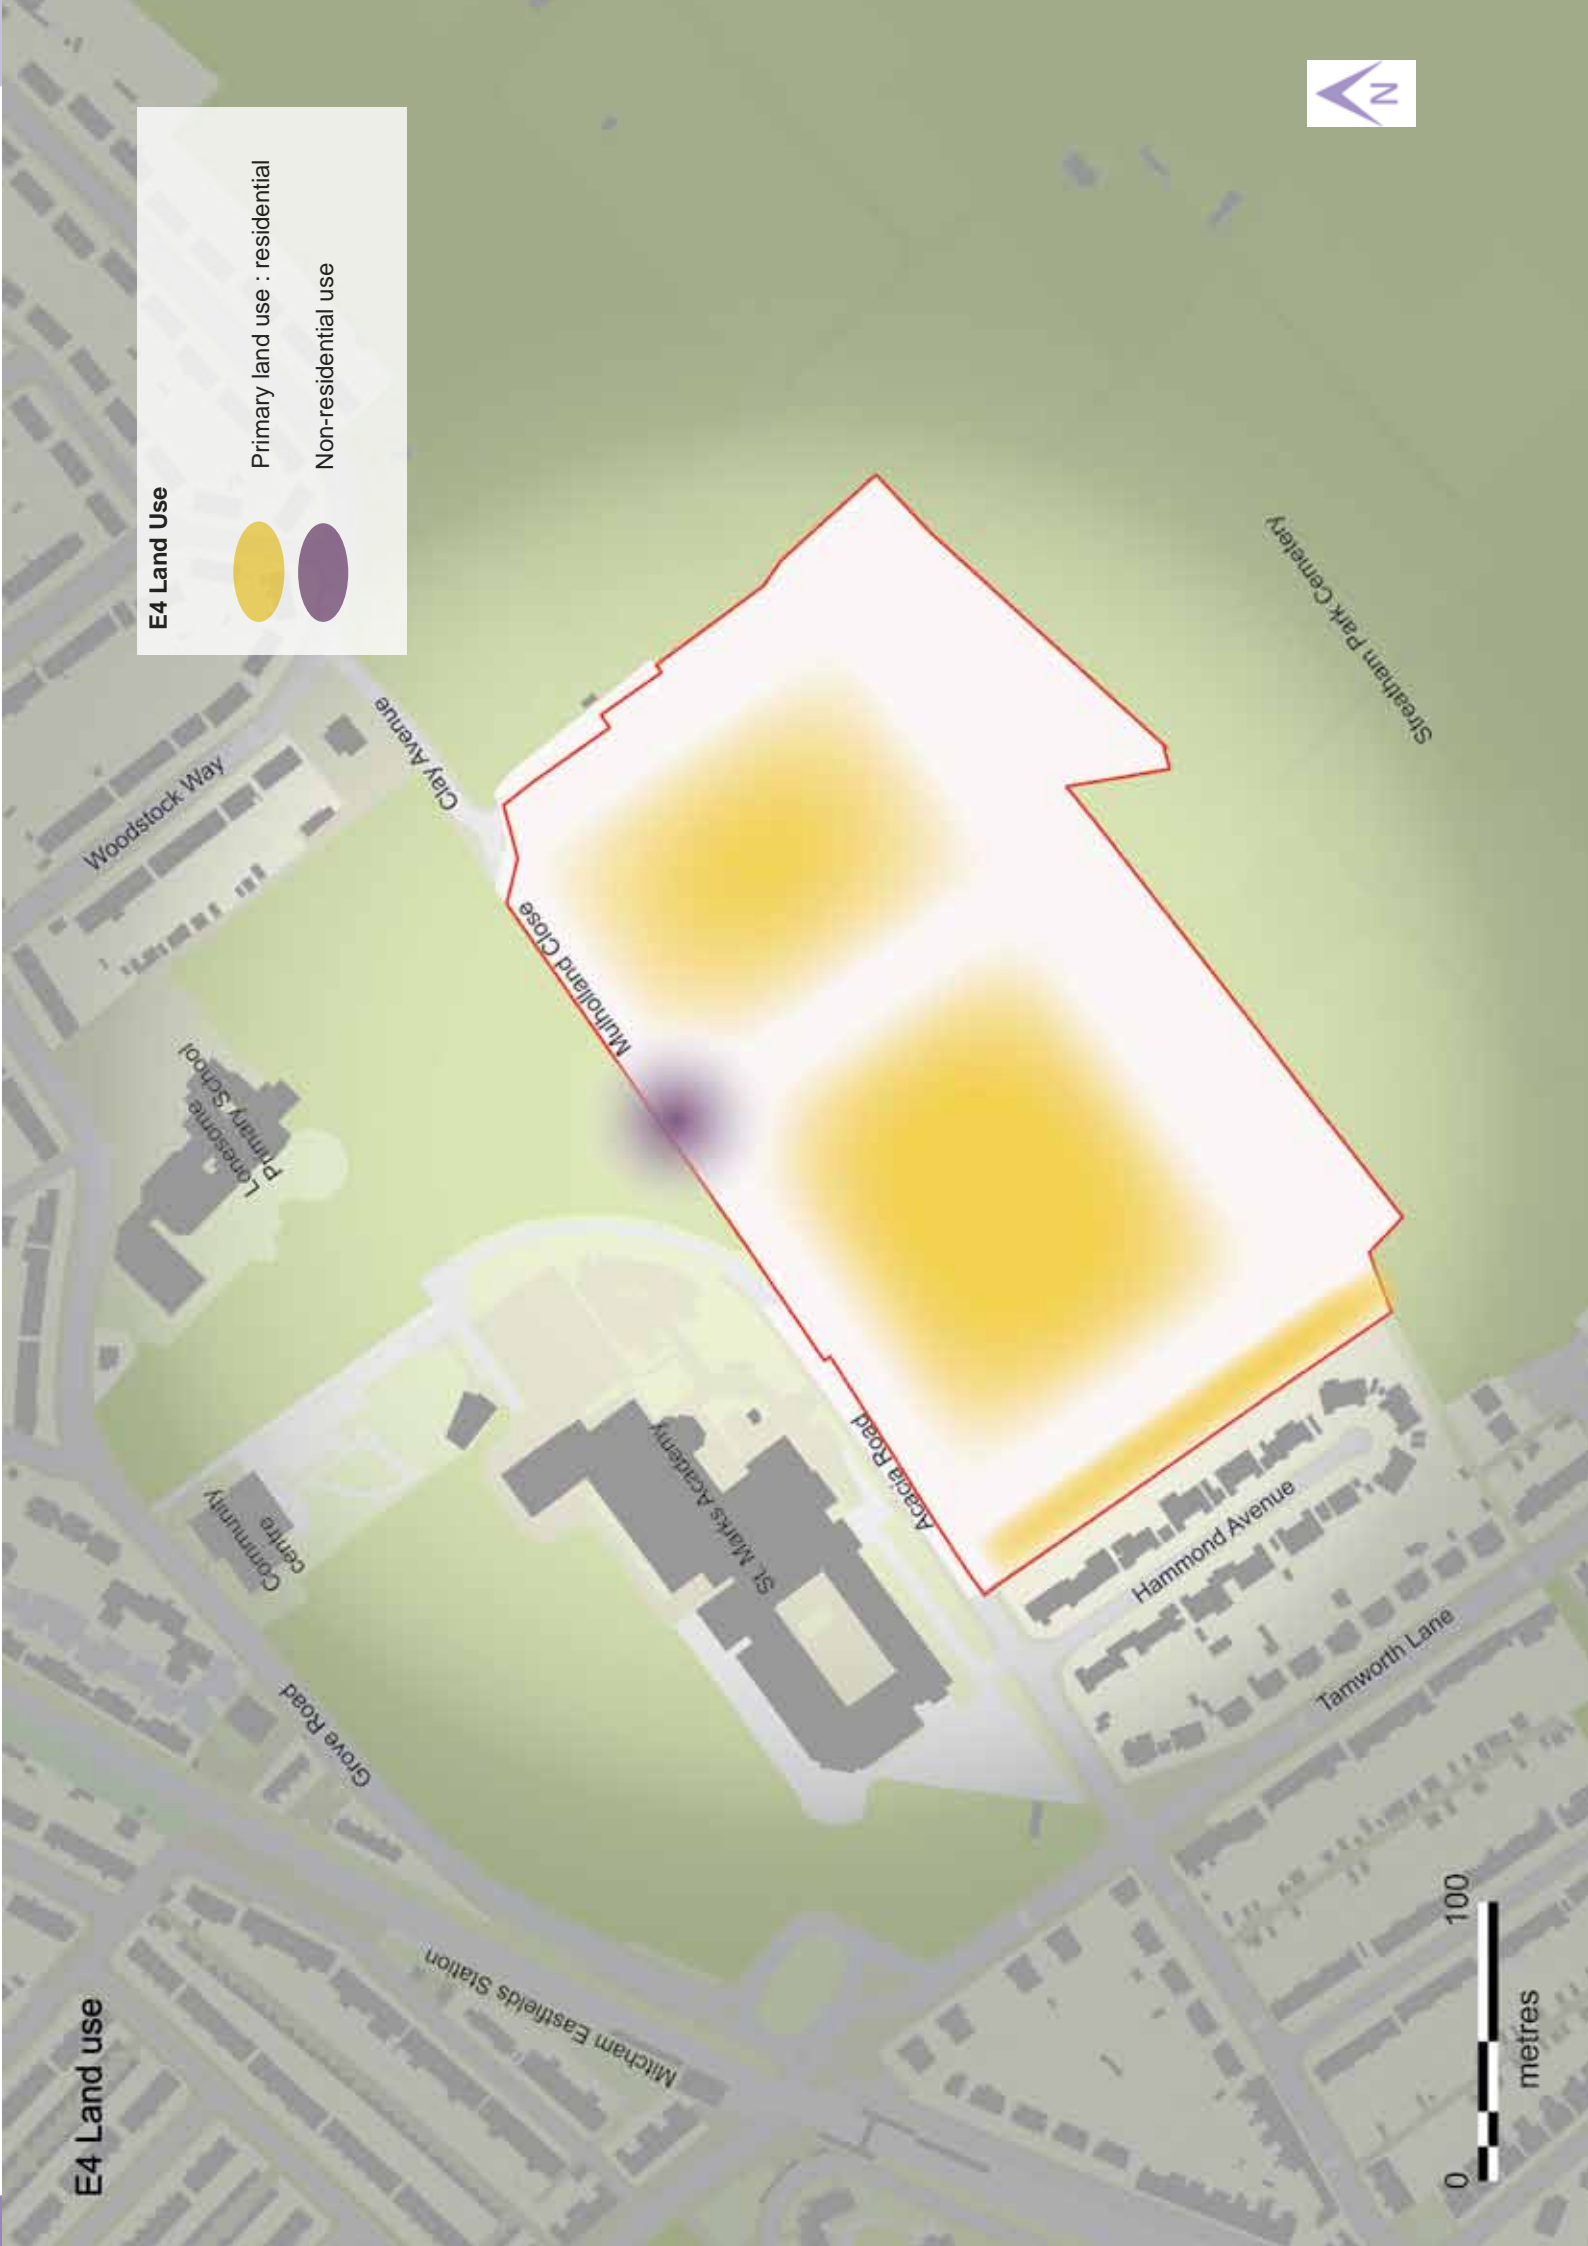 E4 Land use
E4 Land Use
Primary land use : residential
Non-residential use
Woodstock Way
Clay Avenue
Lonesome
Primary School
Mulholland Close
Community
centre
Grove Road
St. Marks Academy
Acacia Road
Mitcham Eastfields Station
Hammond Avenue
Tamworth Lane
Streatham Park Cemetery
N
0
100
metres